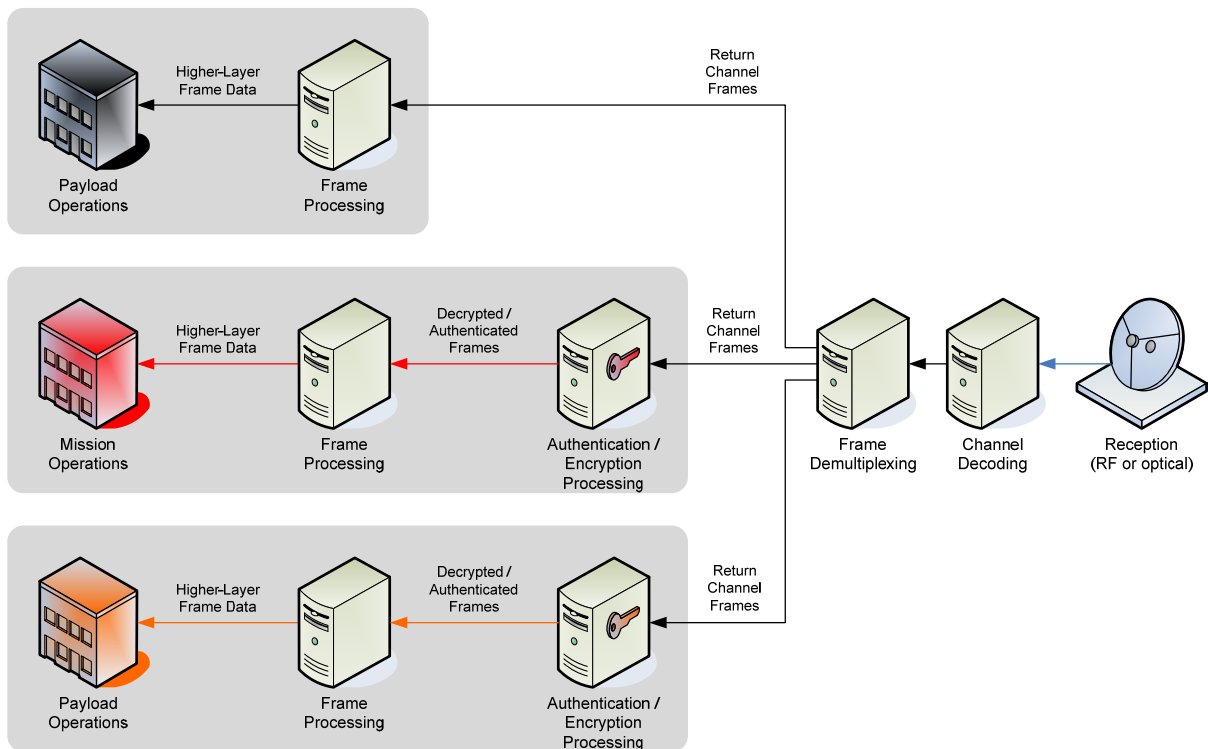 Higher-Layer
Frame Data
Return
Channel
Frames
Payload
Operations
Frame
Processing
Higher-Layer
Frame Data
Decrypted /
Authenticated
Frames
Return
Channel
Frames
Mission
Operations
Frame
Processing
Authentication /
Encryption
Processing
Frame
Demultiplexing
Channel
Decoding
Reception
(RF or optical)
Higher-Layer
Frame Data
Decrypted /
Authenticated
Frames
Return
Channel
Frames
Payload
Operations
Frame
Processing
Authentication /
Encryption
Processing